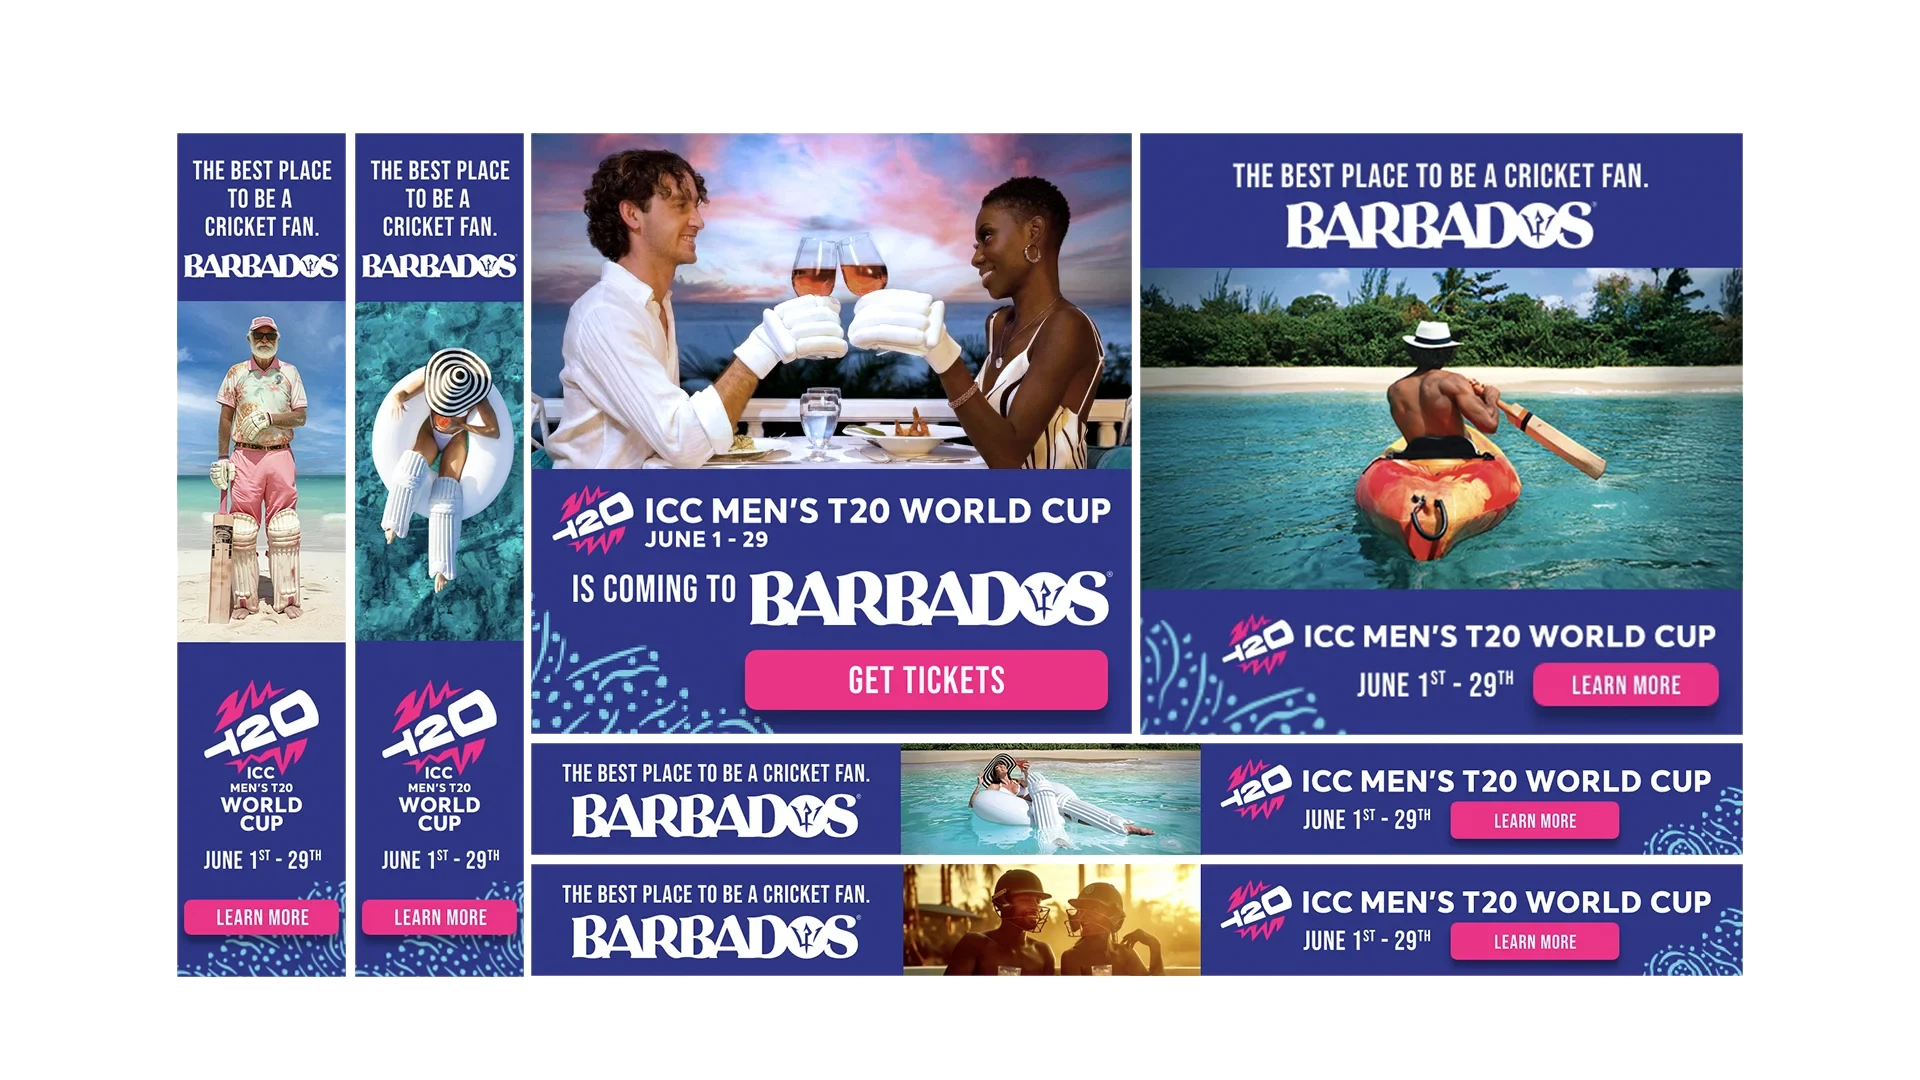 THE BEST PLACE
TO BE A
CRICKET FAN.
BARBADOS®
T20
ICC
MEN'S T20
WORLD
CUP
JUNE 1ST - 29TH
LEARN MORE
THE BEST PLACE
TO BE A
CRICKET FAN.
BARBADOS®
T20
ICC
MEN'S T20
WORLD
CUP
JUNE 1ST - 29TH
LEARN MORE
T20 ICC MEN'S T20 WORLD CUP
JUNE 1 - 29
IS COMING TO BARBADOS®
GET TICKETS
THE BEST PLACE TO BE A CRICKET FAN.
BARBADOS®
T20 ICC MEN'S T20 WORLD CUP
JUNE 1ST - 29TH LEARN MORE
THE BEST PLACE TO BE A CRICKET FAN.
BARBADOS®
T20 ICC MEN'S T20 WORLD CUP
JUNE 1ST - 29TH LEARN MORE
THE BEST PLACE TO BE A CRICKET FAN.
BARBADOS®
T20 ICC MEN'S T20 WORLD CUP
JUNE 1ST - 29TH LEARN MORE